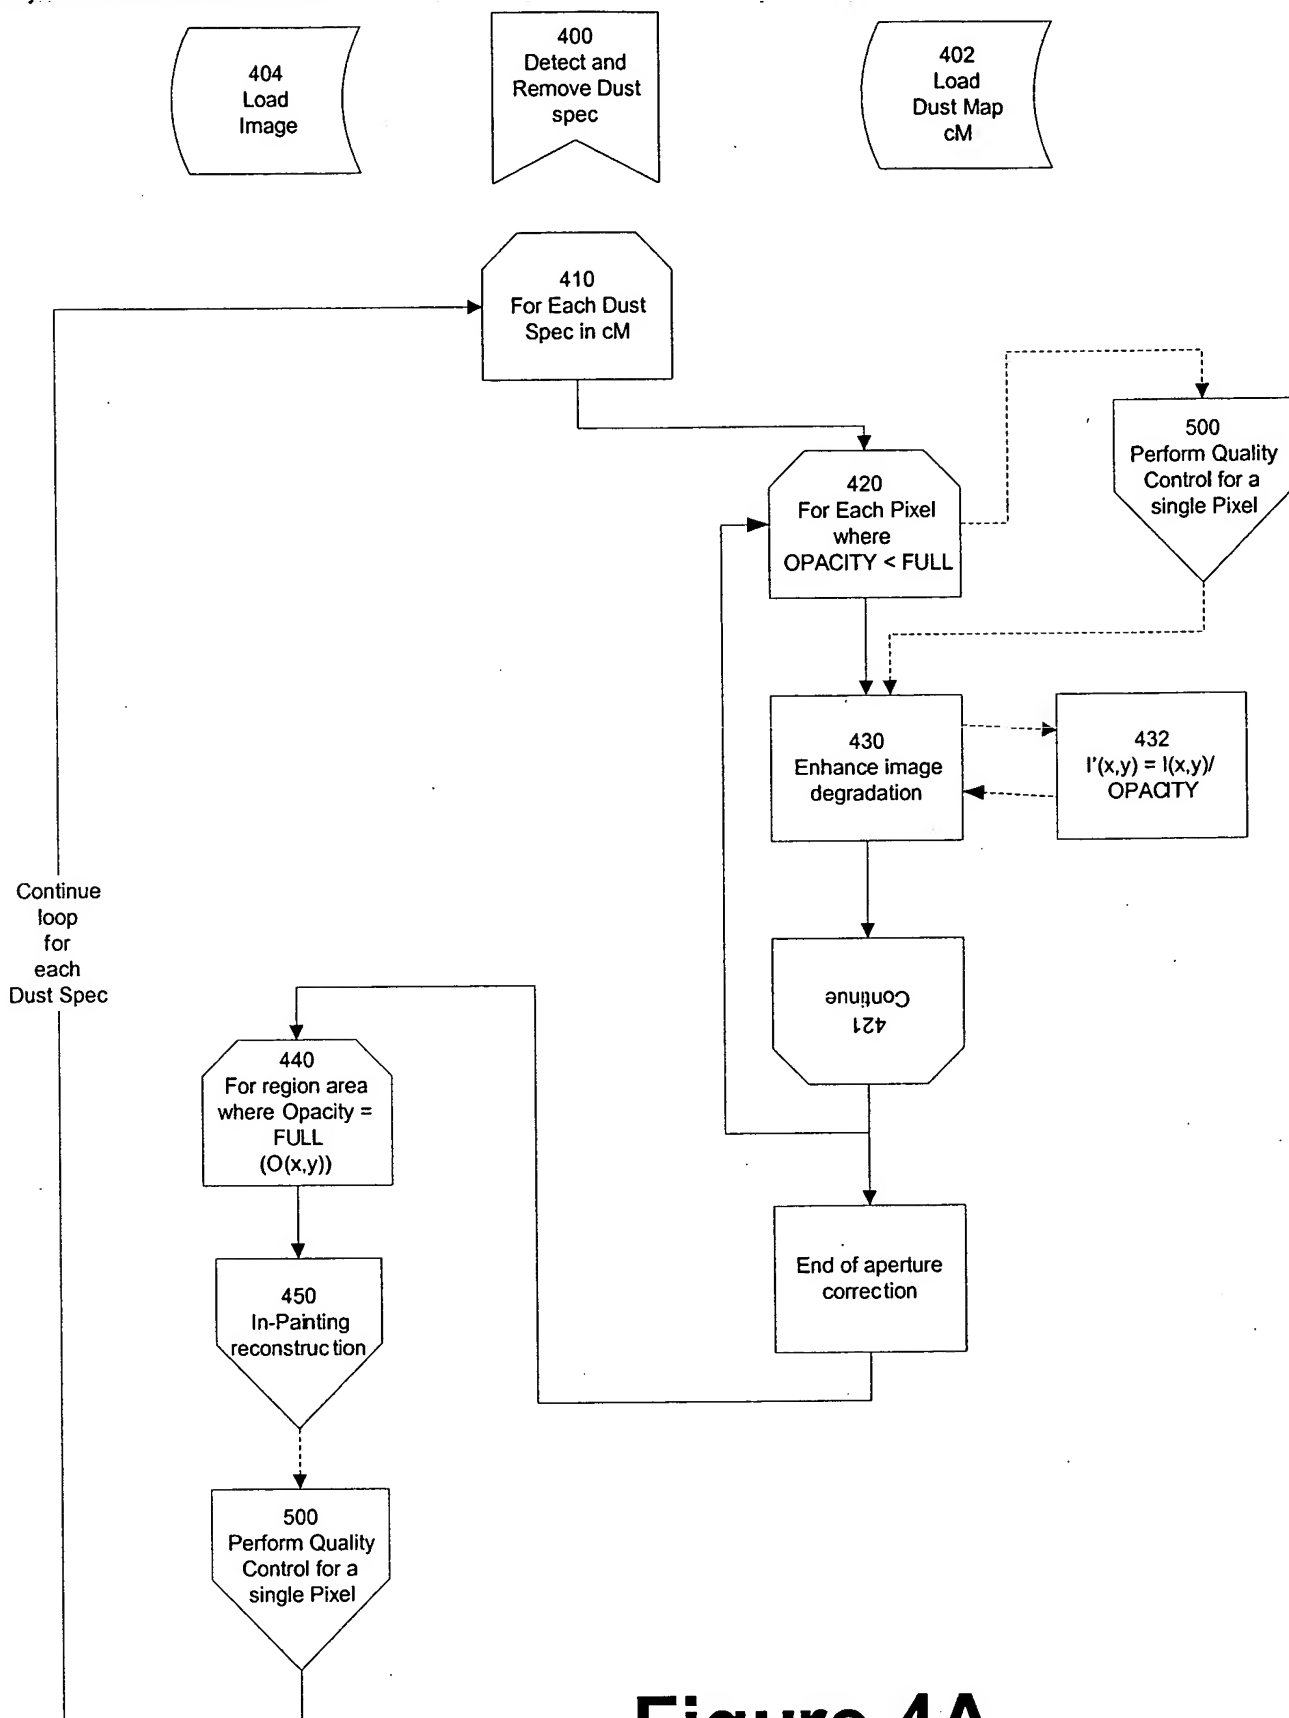 404
Load
Image
400
Detect and
Remove Dust
spec
402
Load
Dust Map
cM
410
For Each Dust
Spec in cM
500
Perform Quality
Control for a
single Pixel
420
For Each Pixel
where
OPACITY < FULL
430
Enhance image
degradation
432
I'(x,y) = I(x,y)/
OPACITY
Continue
loop
for
each
Dust Spec
421
Continue
440
For region area
where Opacity =
FULL
(O(x,y))
End of aperture
correction
450
In-Painting
reconstruction
500
Perform Quality
Control for a
single Pixel
Figure 4A